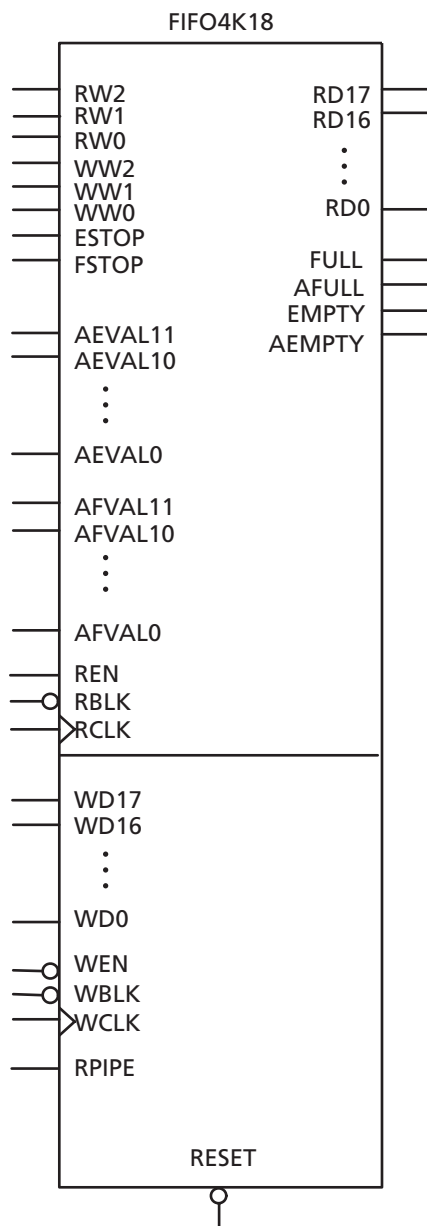 FIFO4K18
RW2
RW1
RW0
WW2
WW1
WW0
ESTOP
FSTOP
AEVAL11
AEVAL10
AEVAL0
AFVAL11
AFVAL10
AFVAL0
REN
RBLK
RCLK
RD17
RD16
RD0
FULL
AFULL
EMPTY
AEMPTY
WD17
WD16
WD0
WEN
WBLK
WCLK
RPIPE
RESET